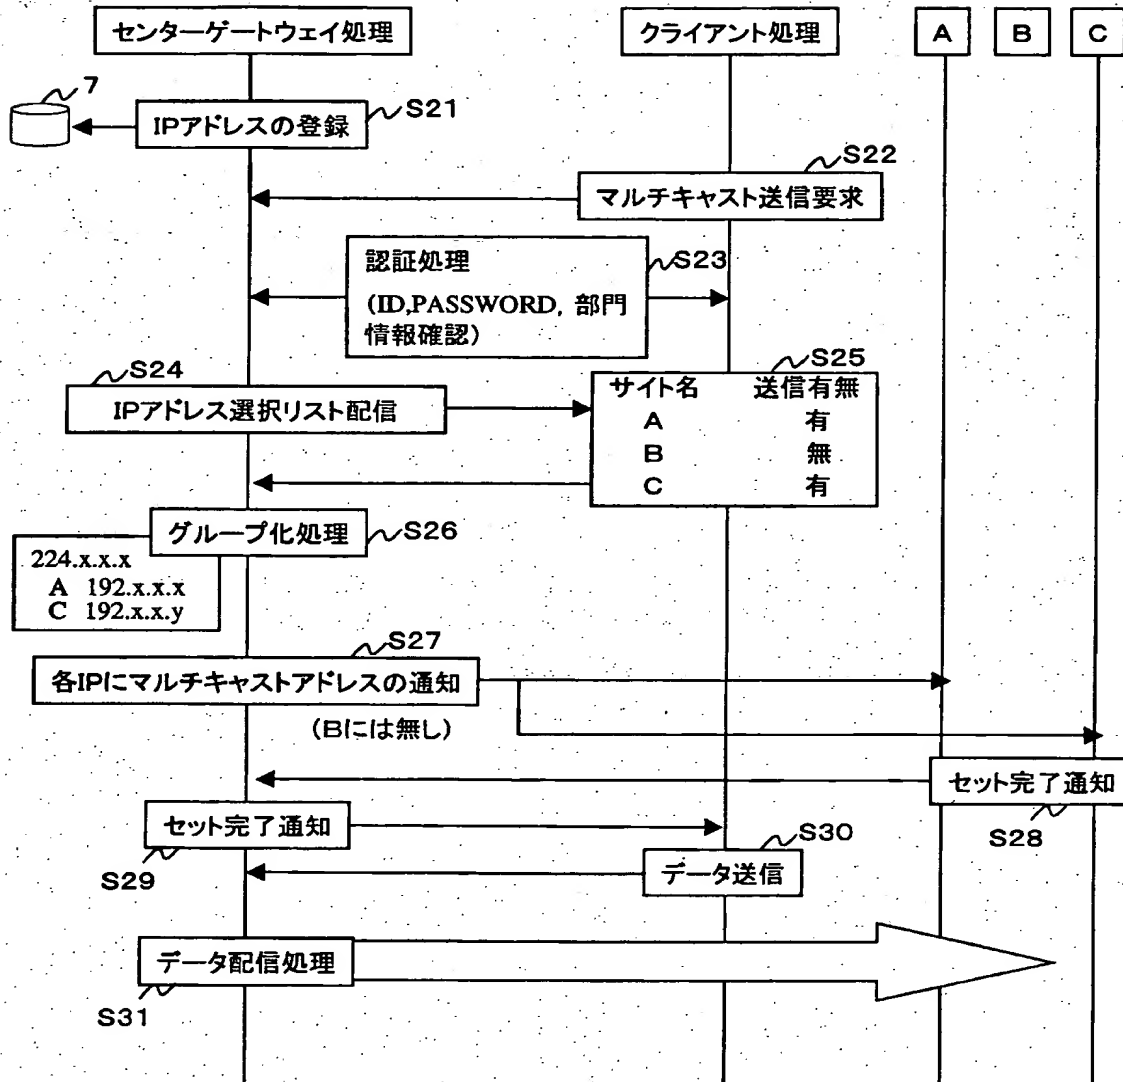 センターゲートウェイ処理
クライアント処理
A
B
C
7
IPアドレスの登録
S21
S22
マルチキャスト送信要求
認証処理
(ID,PASSWORD, 部門
情報確認)
S23
S24
IPアドレス選択リスト配信
S25
サイト名 送信有無
A 有
B 無
C 有
グループ化処理
S26
224.x.x.x
A 192.x.x.x
C 192.x.x.y
S27
各IPにマルチキャストアドレスの通知
(Bには無し)
セット完了通知
S28
セット完了通知
S29
S30
データ送信
データ配信処理
S31